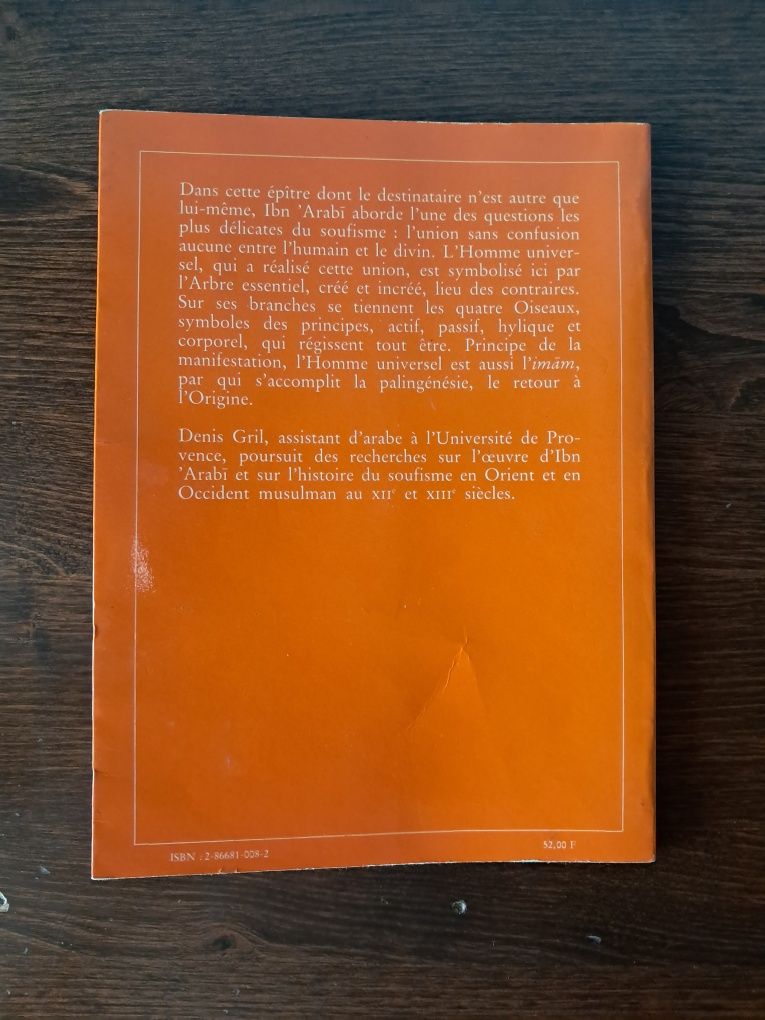 Dans cette épître dont le destinataire n'est autre que
lui-même, Ibn 'Arabī aborde l'une des questions les
plus délicates du soufisme : l'union sans confusion
aucune entre l'humain et le divin. L'Homme univer-
sel, qui a réalisé cette union, est symbolisé ici par
l'Arbre essentiel, créé et incréé, lieu des contraires.
Sur ses branches se tiennent les quatre Oiseaux,
symboles des principes, actif, passif, hylique et
corporel, qui régissent tout être. Principe de la
manifestation, l'Homme universel est aussi l'imām,
par qui s'accomplit la palingénésie, le retour à
l'Origine.
Denis Gril, assistant d'arabe à l'Université de Pro-
vence, poursuit des recherches sur l'œuvre d'Ibn
'Arabī et sur l'histoire du soufisme en Orient et en
Occident musulman au XIIe et XIIIe siècles.
ISBN : 2-86681-008-2
52,00 F